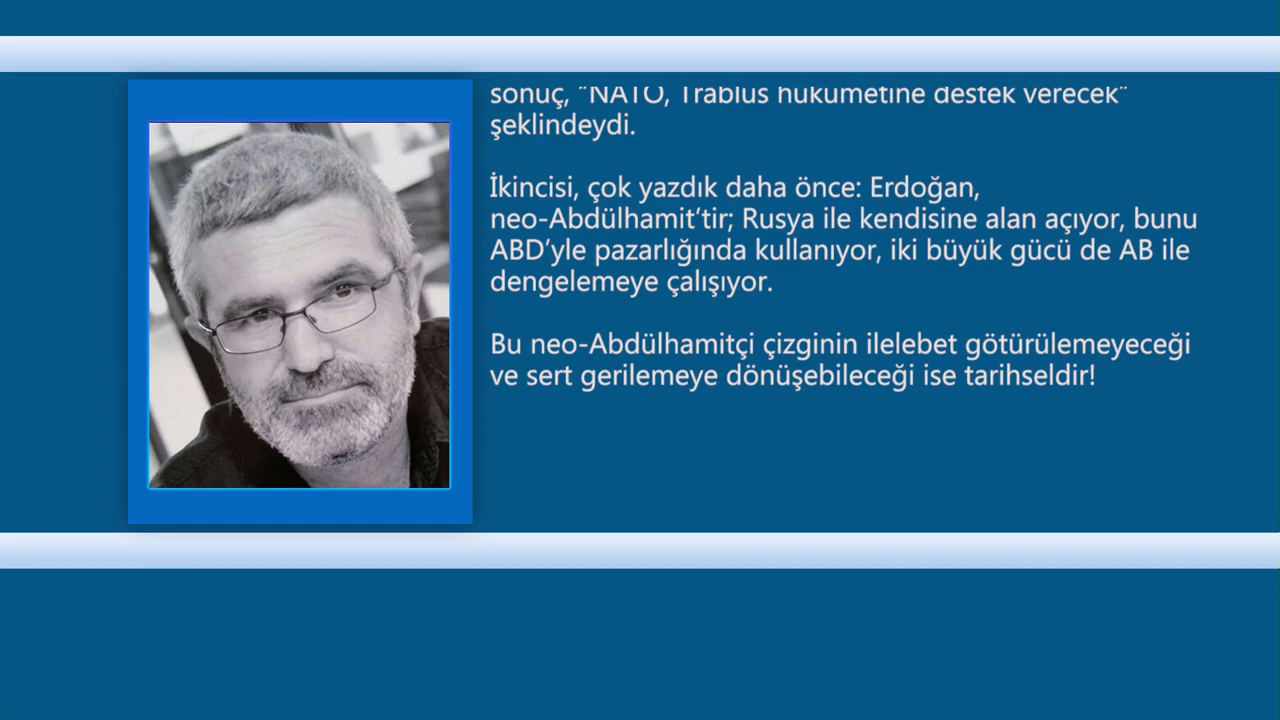 sonuç, "NATO, Trablus hükümetine destek verecek"
şeklindeydi.
İkincisi, çok yazdık daha önce: Erdoğan,
neo-Abdülhamit'tir; Rusya ile kendisine alan açıyor, bunu
ABD'yle pazarlığında kullanıyor, iki büyük gücü de AB ile
dengelemeye çalışıyor.
Bu neo-Abdülhamitçi çizginin ilelebet götürülemeyeceği
ve sert gerilemeye dönüşebileceği ise tarihseldir!